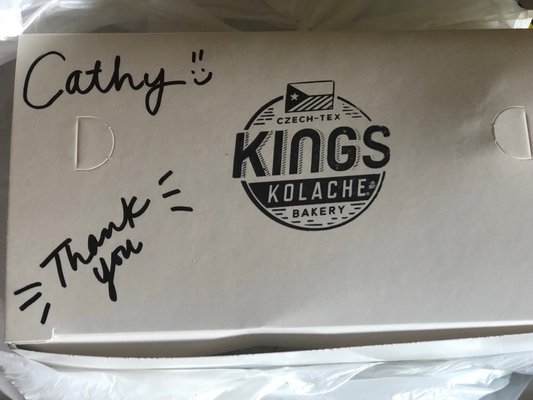 Cathy
CZECH-TEX
KINGS
KOLACHE
BAKERY
Thank
you